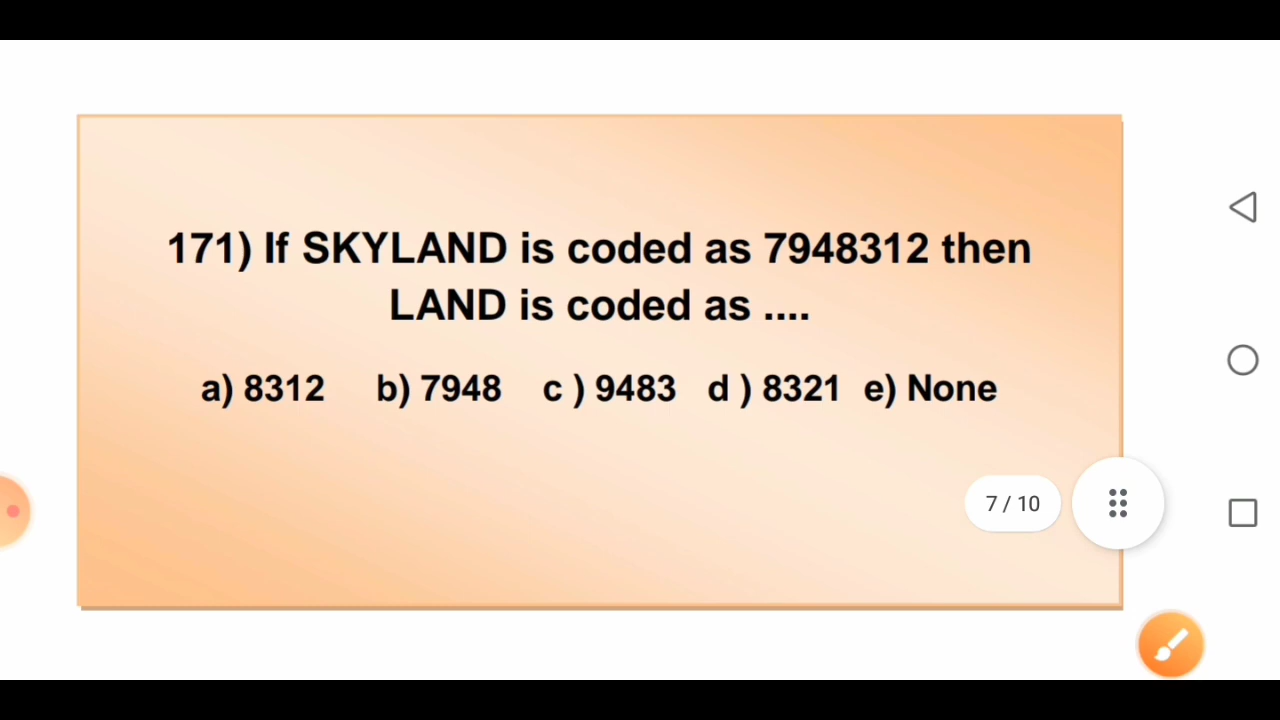 171) If SKYLAND is coded as 7948312 then
LAND is coded as ....
a) 8312 b) 7948 c ) 9483 d ) 8321 e) None
7 / 10